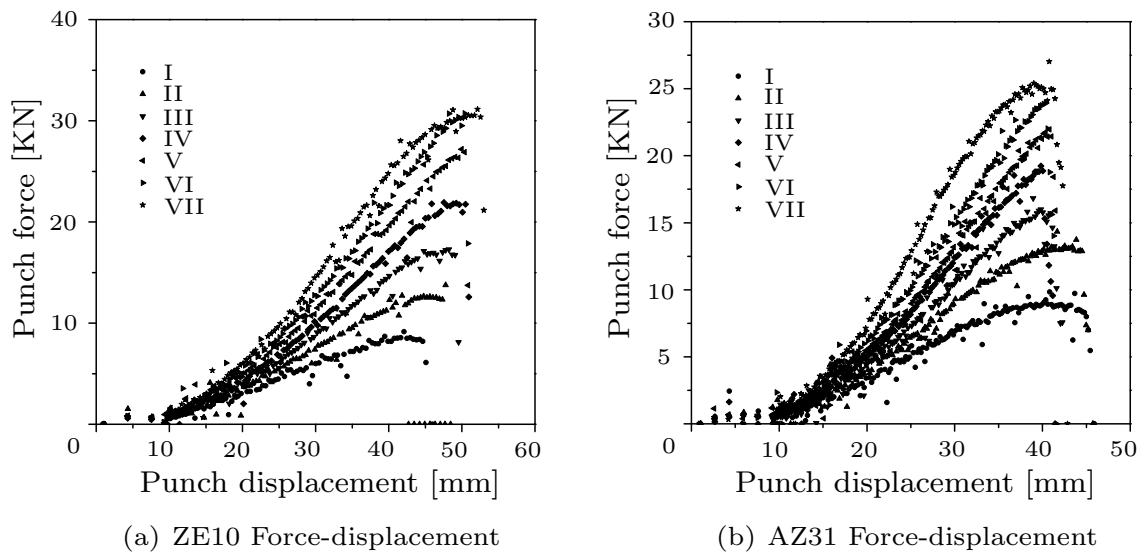 40
30
20
10
0
10
20
30
40
50
60
Punch force [KN]
Punch displacement [mm]
I
II
III
IV
V
VI
VII
(a) ZE10 Force-displacement
30
25
20
15
10
5
0
10
20
30
40
50
Punch force [KN]
Punch displacement [mm]
I
II
III
IV
V
VI
VII
(b) AZ31 Force-displacement